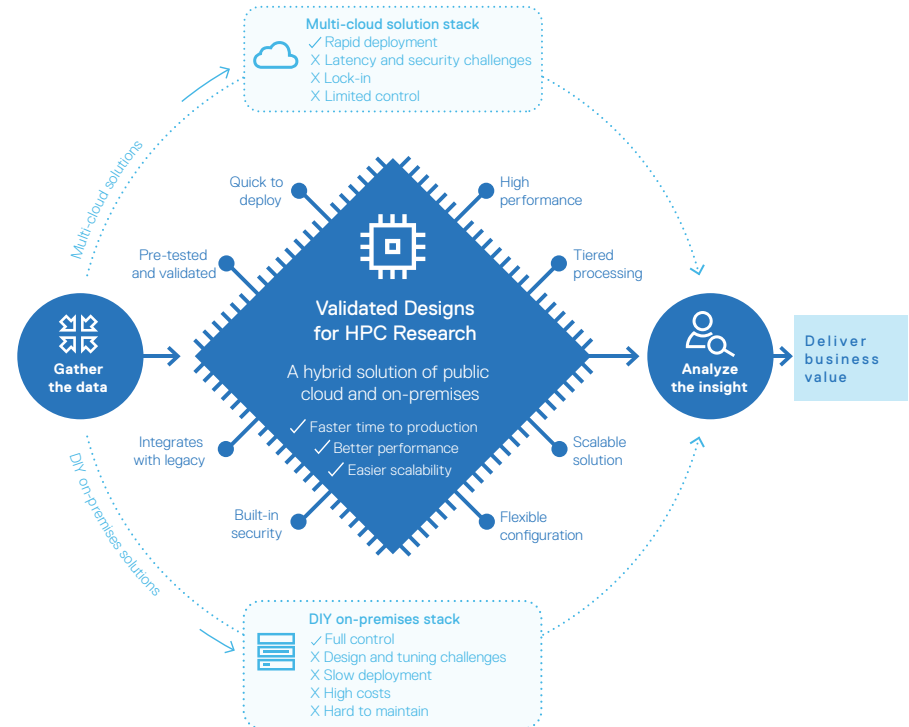 Multi-cloud solution stack
✓ Rapid deployment
X Latency and security challenges
X Lock-in
X Limited control
Multi-cloud solutions
Quick to
deploy
High
performance
Pre-tested
and validated
Tiered
processing
Validated Designs
for HPC Research
A hybrid solution of public
cloud and on-premises
✓ Faster time to production
✓ Better performance
✓ Easier scalability
Gather
the data
Analyze
the insight
Deliver
business
value
Integrates
with legacy
Scalable
solution
Built-in
security
Flexible
configuration
DIY on-premises solutions
DIY on-premises stack
✓ Full control
X Design and tuning challenges
X Slow deployment
X High costs
X Hard to maintain